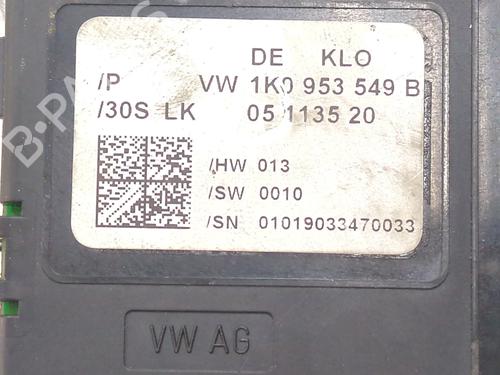 DE KLO
/P VW 1K0 953 549 B
/30S LK 05 1135 20
/HW 013
/SW 0010
/SN 01019033470033
VW AG